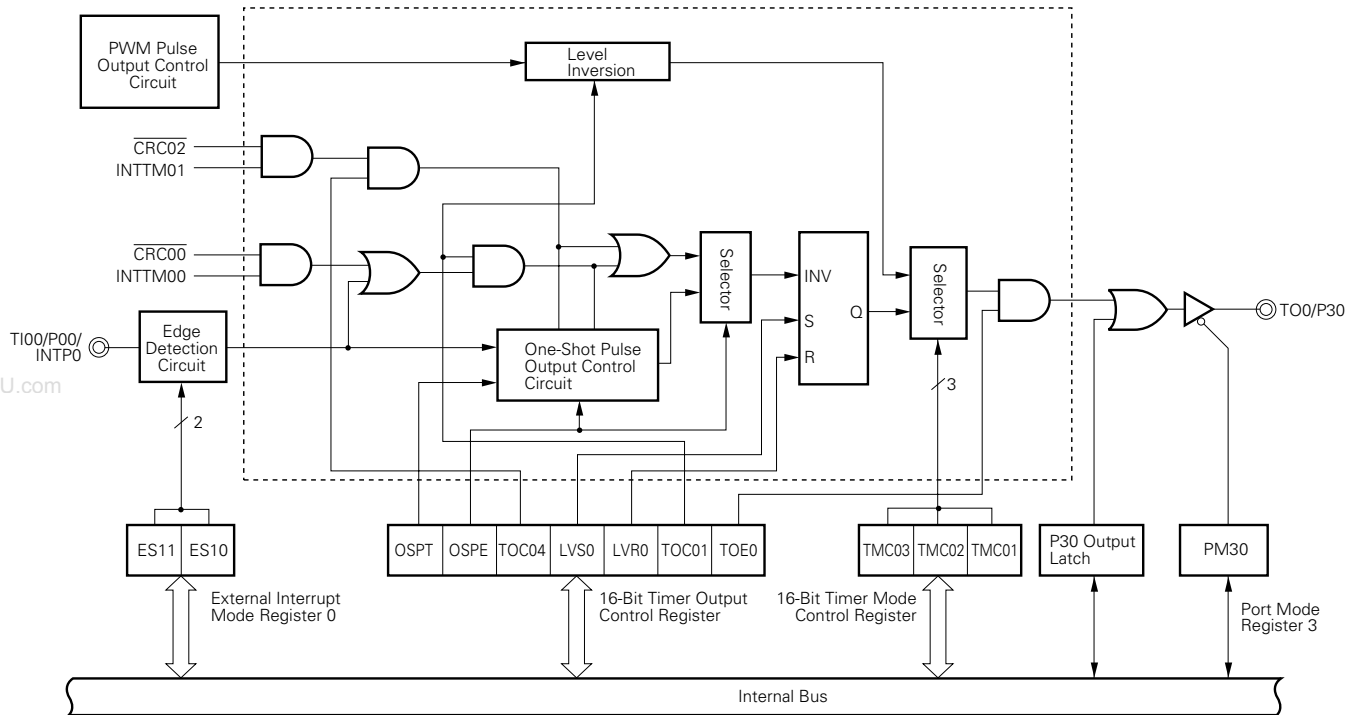 PWM Pulse
Output Control
Circuit
Level
Inversion
CRC02
INTTM01
CRC00
INTTM00
Selector
INV
S
R
Q
Selector
TO0/P30
TI00/P00/
INTP0
Edge
Detection
Circuit
One-Shot Pulse
Output Control
Circuit
U.com
2
3
ES11 ES10
OSPT OSPE TOC04 LVS0 LVR0 TOC01 TOE0
TMC03 TMC02 TMC01
P30 Output
Latch
PM30
External Interrupt
Mode Register 0
16-Bit Timer Output
Control Register
16-Bit Timer Mode
Control Register
Port Mode
Register 3
Internal Bus